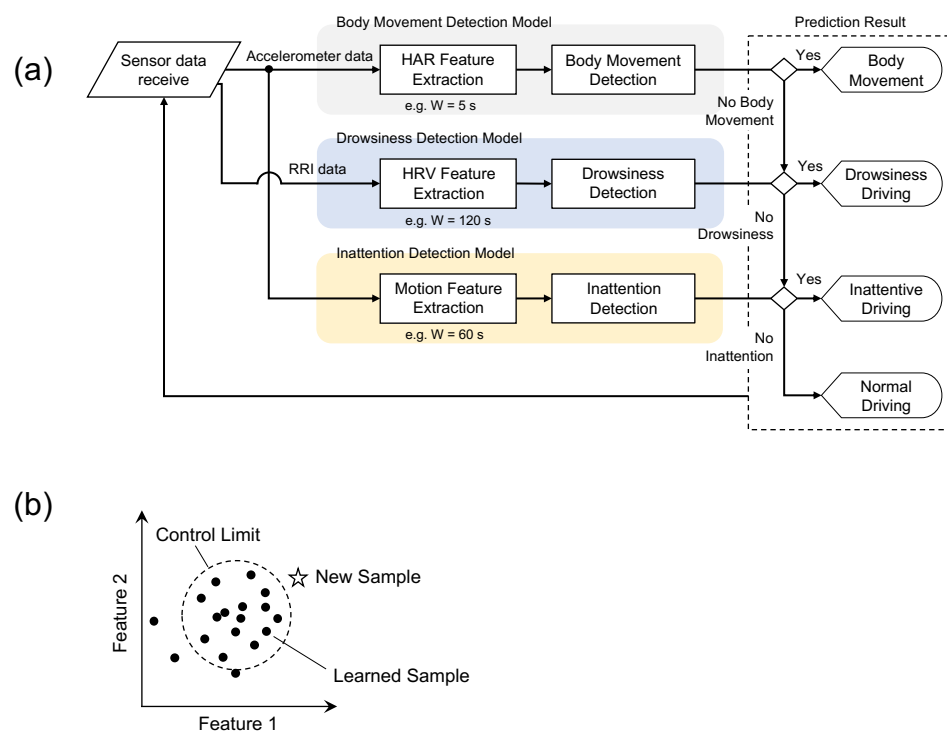 (a)
Body Movement Detection Model
Prediction Result
Sensor data
receive
Accelerometer data
HAR Feature
Extraction
Body Movement
Detection
Yes
Body
Movement
e.g. W = 5 s
No Body
Movement
Drowsiness Detection Model
RRI data
HRV Feature
Extraction
Drowsiness
Detection
Yes
Drowsiness
Driving
e.g. W = 120 s
No
Drowsiness
Inattention Detection Model
Motion Feature
Extraction
Inattention
Detection
Yes
Inattentive
Driving
e.g. W = 60 s
No
Inattention
Normal
Driving
(b)
Control Limit
New Sample
Feature 2
Learned Sample
Feature 1